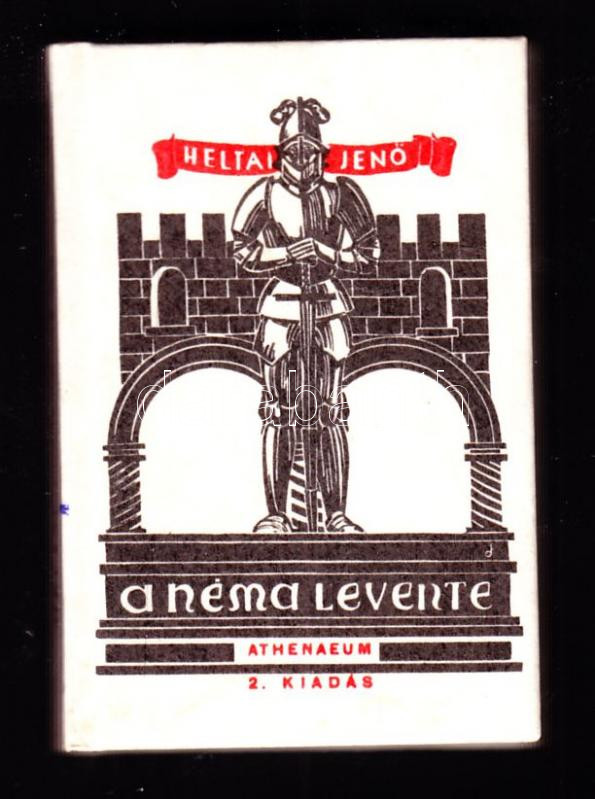 HELTAI JENŐ
a néma levente
ATHENAEUM
2. KIADÁS